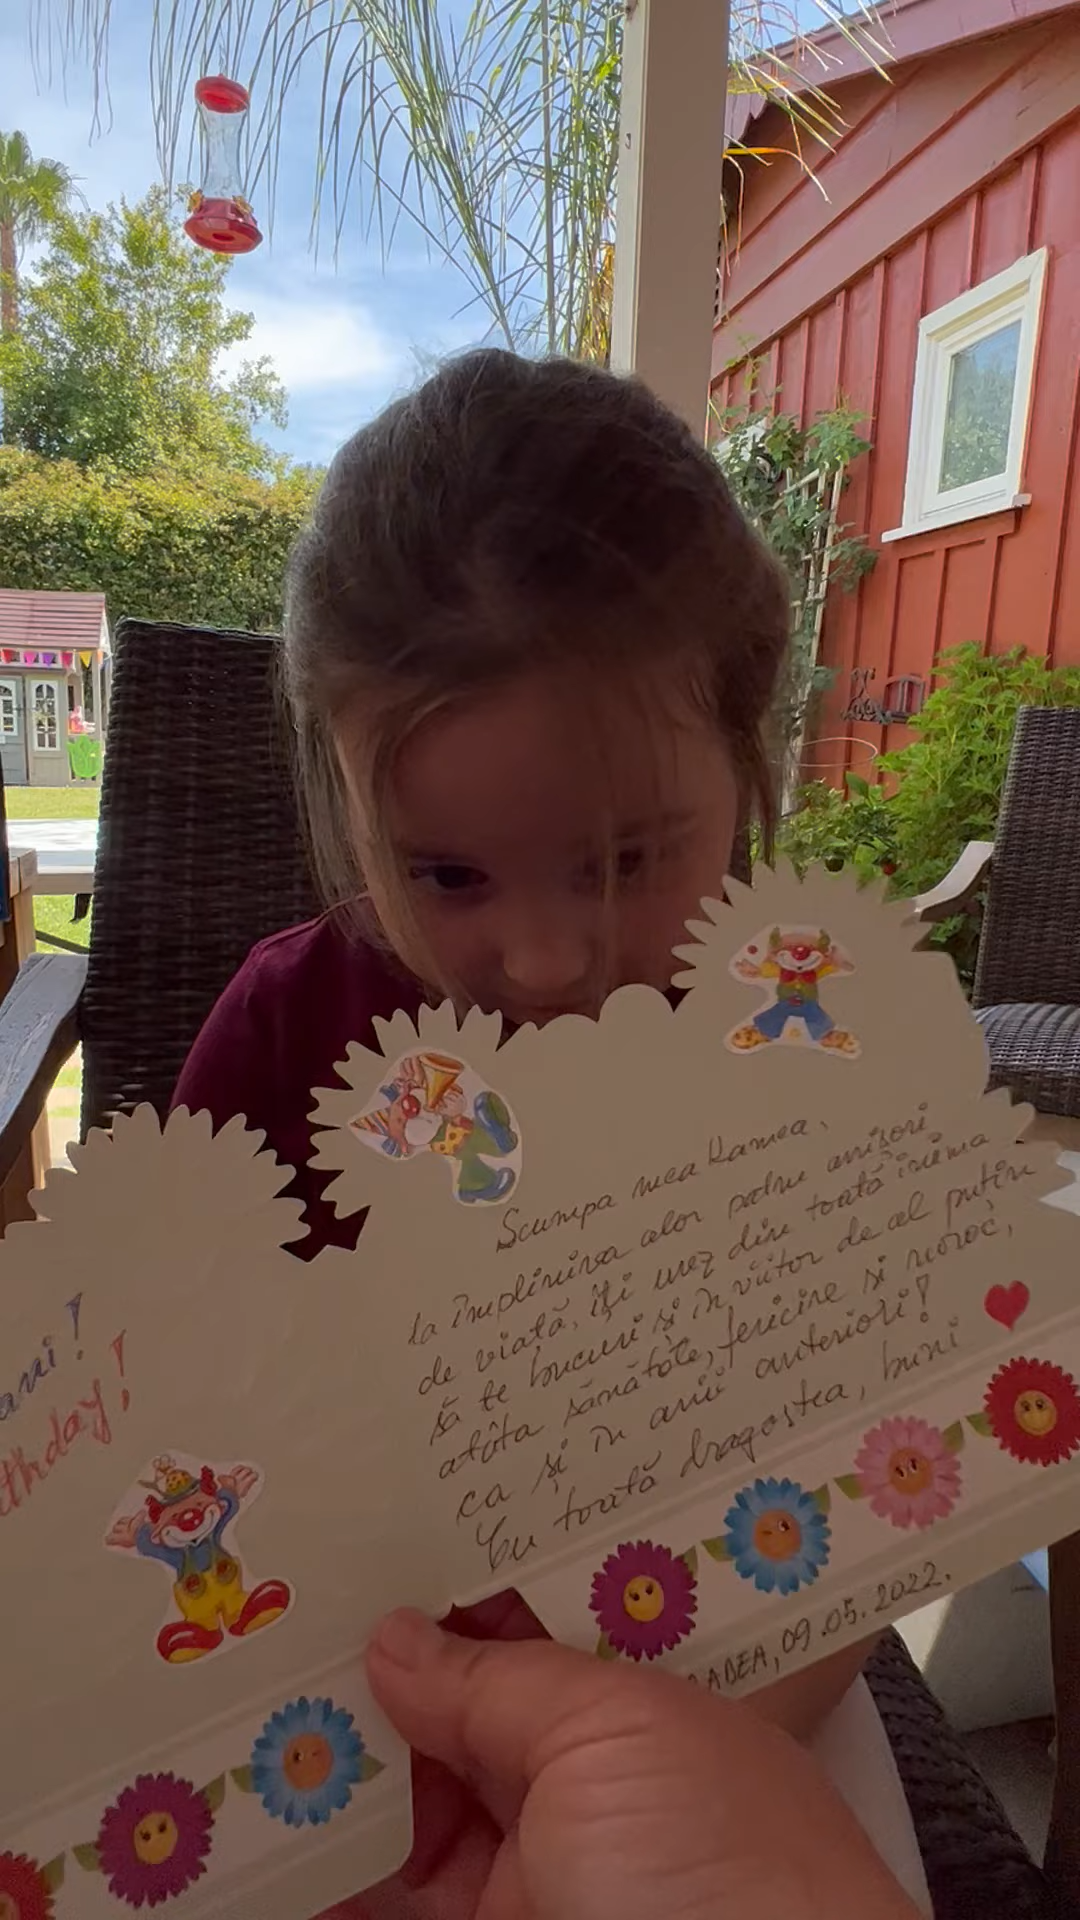 ani!
thday!
Scumpa mea Ramea,
La împlinirea alor patru anișori
de viață, îți urez din toată inima
să te bucuri și în viitor de cel puțin
atâta sănătate, fericire și noroc,
ca și în anii anteriori!
Cu toată dragostea, buni
ADEA, 09.05.2022.